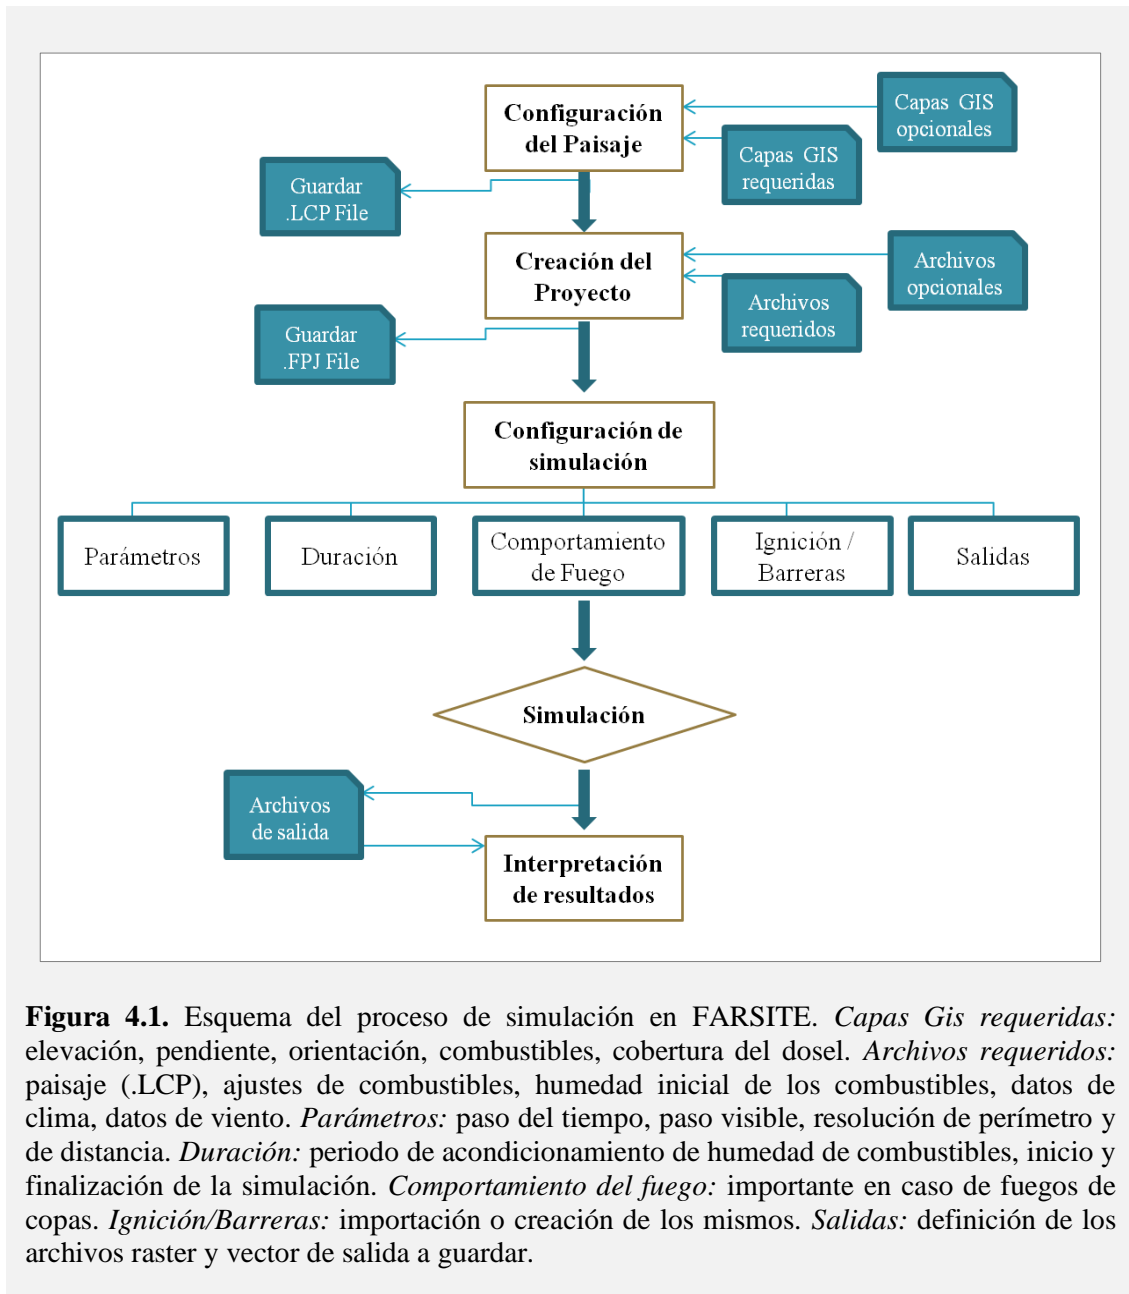 Configuración
del Paisaje
Capas GIS
opcionales
Capas GIS
requeridas
Guardar
.LCP File
Creación del
Proyecto
Archivos
opcionales
Archivos
requeridos
Guardar
.FPJ File
Configuración de
simulación
Parámetros
Duración
Comportamiento
de Fuego
Ignición /
Barreras
Salidas
Simulación
Archivos
de salida
Interpretación
de resultados
Figura 4.1. Esquema del proceso de simulación en FARSITE. Capas Gis requeridas:
elevación, pendiente, orientación, combustibles, cobertura del dosel. Archivos requeridos:
paisaje (.LCP), ajustes de combustibles, humedad inicial de los combustibles, datos de
clima, datos de viento. Parámetros: paso del tiempo, paso visible, resolución de perímetro y
de distancia. Duración: periodo de acondicionamiento de humedad de combustibles, inicio y
finalización de la simulación. Comportamiento del fuego: importante en caso de fuegos de
copas. Ignición/Barreras: importación o creación de los mismos. Salidas: definición de los
archivos raster y vector de salida a guardar.